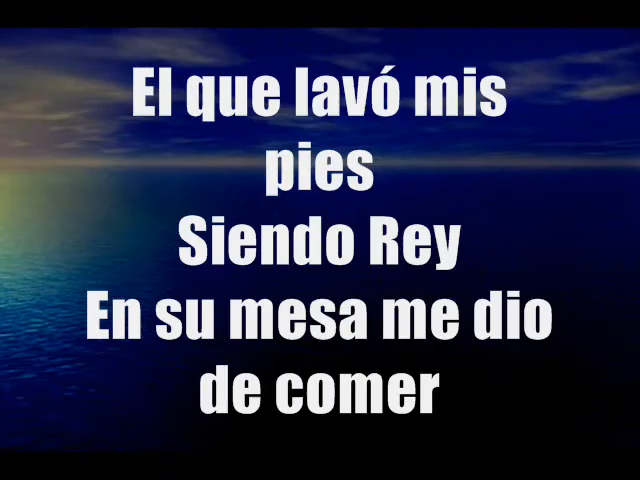 El que lavó mis
pies
Siendo Rey
En su mesa me dio
de comer